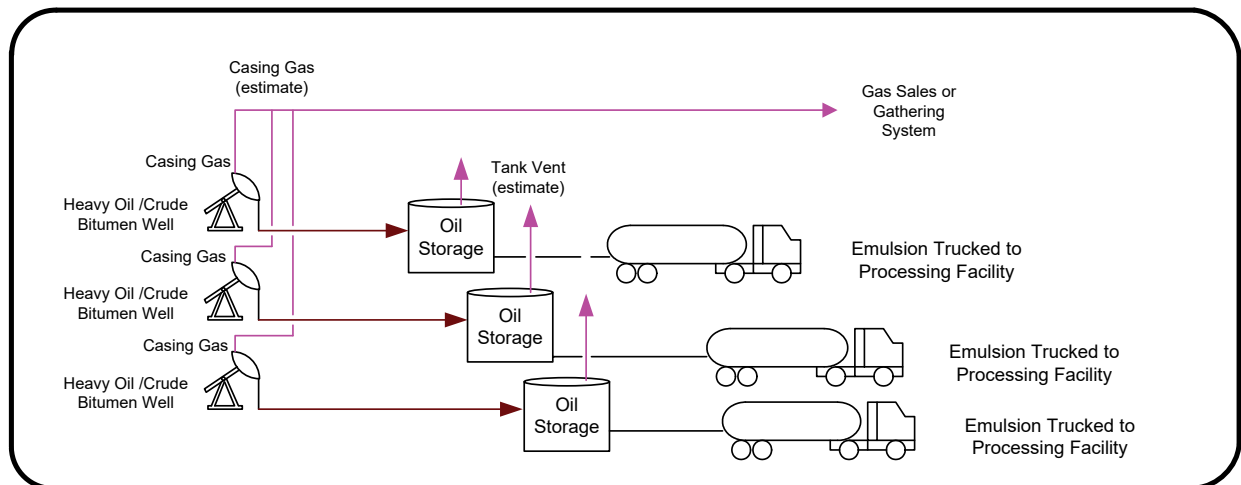 Casing Gas
(estimate)
Gas Sales or
Gathering
System
Casing Gas
Tank Vent
(estimate)
Heavy Oil /Crude
Bitumen Well
Oil
Storage
Emulsion Trucked to
Processing Facility
Casing Gas
Heavy Oil /Crude
Bitumen Well
Oil
Storage
Emulsion Trucked to
Processing Facility
Casing Gas
Heavy Oil /Crude
Bitumen Well
Oil
Storage
Emulsion Trucked to
Processing Facility